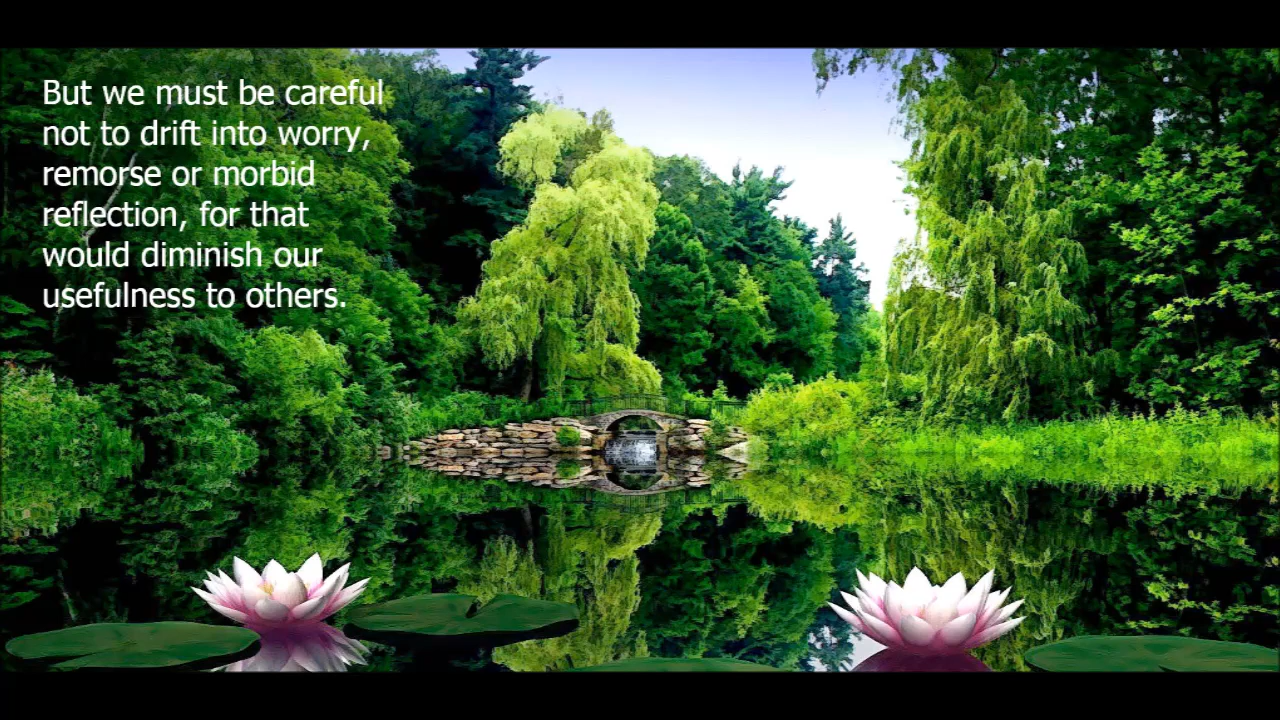 But we must be careful
not to drift into worry,
remorse or morbid
reflection, for that
would diminish our
usefulness to others.